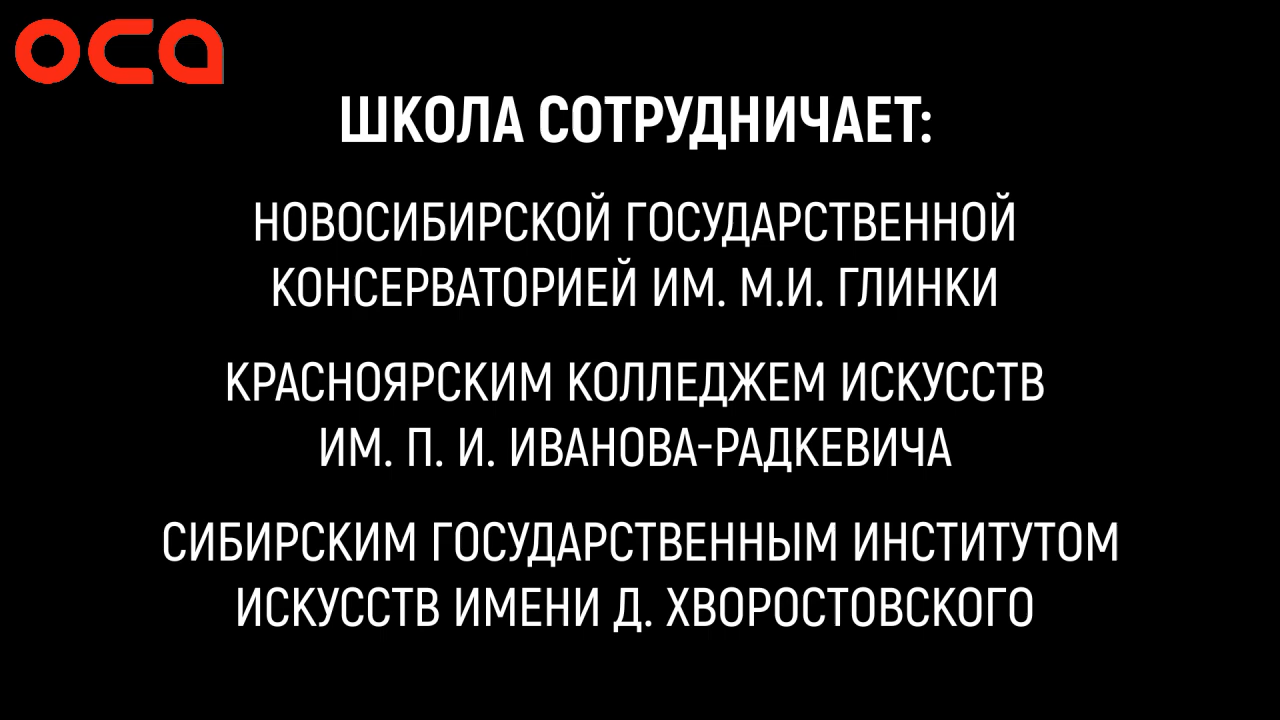 оса
ШКОЛА СОТРУДНИЧАЕТ:
НОВОСИБИРСКОЙ ГОСУДАРСТВЕННОЙ
КОНСЕРВАТОРИЕЙ ИМ. М.И. ГЛИНКИ
КРАСНОЯРСКИМ КОЛЛЕДЖЕМ ИСКУССТВ
ИМ. П. И. ИВАНОВА-РАДКЕВИЧА
СИБИРСКИМ ГОСУДАРСТВЕННЫМ ИНСТИТУТОМ
ИСКУССТВ ИМЕНИ Д. ХВОРОСТОВСКОГО